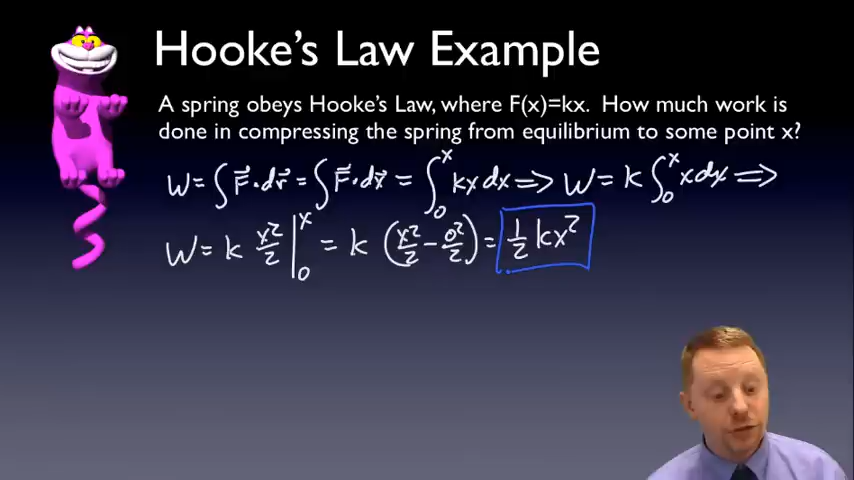 Hooke's Law Example
A spring obeys Hooke's Law, where F(x)=kx. How much work is
done in compressing the spring from equilibrium to some point x?
W = ∫ F⃗ · dr⃗ = ∫ F⃗ · dx⃗ = ∫₀ˣ kx dx ⟹ W = k ∫₀ˣ x dx ⟹
W = k x²/2 |₀ˣ = k (x²/2 − 0²/2) = ½ kx²